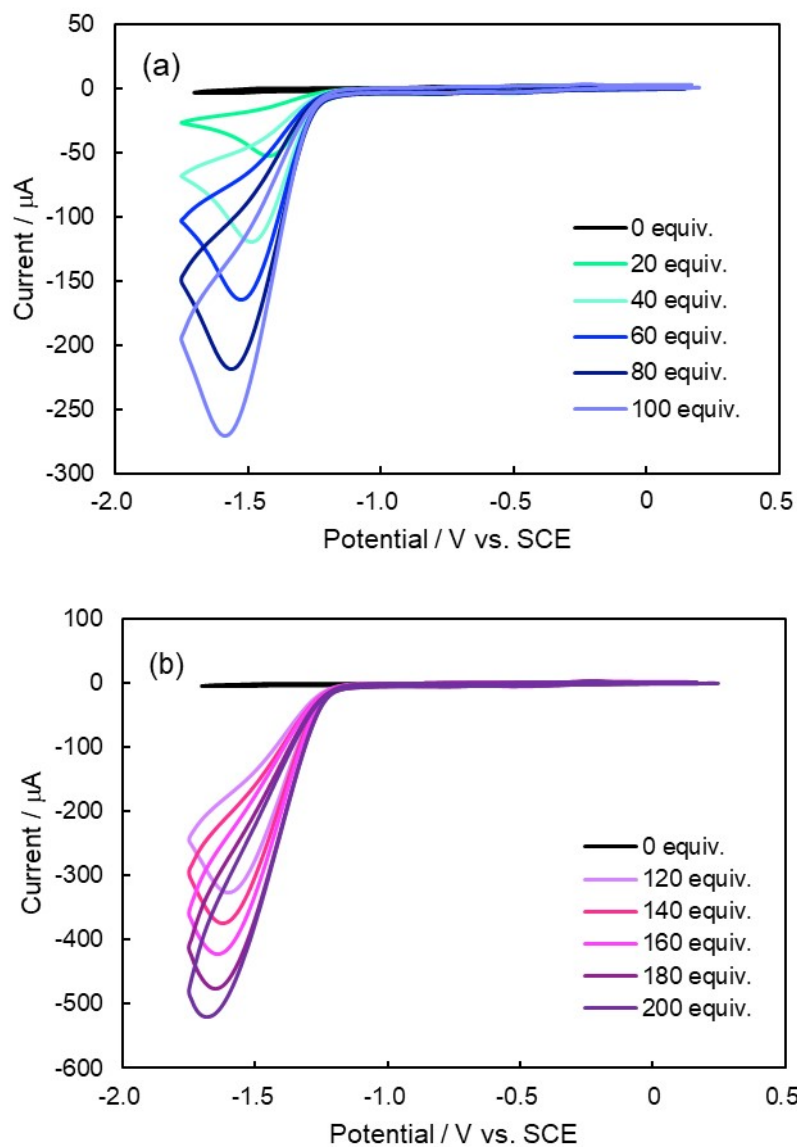 50
(a)
0
-50
-100
-150
-200
-250
-300
Current / μA
0 equiv.
20 equiv.
40 equiv.
60 equiv.
80 equiv.
100 equiv.
-2.0 -1.5 -1.0 -0.5 0 0.5
Potential / V vs. SCE
100
(b)
0
-100
-200
-300
-400
-500
-600
Current / μA
0 equiv.
120 equiv.
140 equiv.
160 equiv.
180 equiv.
200 equiv.
-2.0 -1.5 -1.0 -0.5 0 0.5
Potential / V vs. SCE